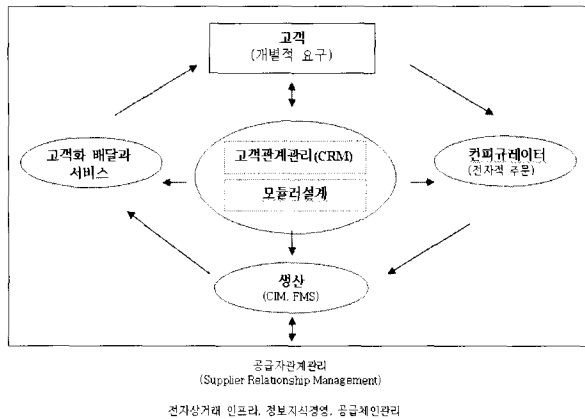 고객
(개별적 요구)
고객화 배달과
서비스
고객관계관리(CRM)
모듈러설계
컨피규레이터
(전자적 주문)
생산
(CIM, FMS)
공급자관계관리
(Supplier Relationship Management)
전자상거래 인프라, 정보지식경영, 공급체인관리